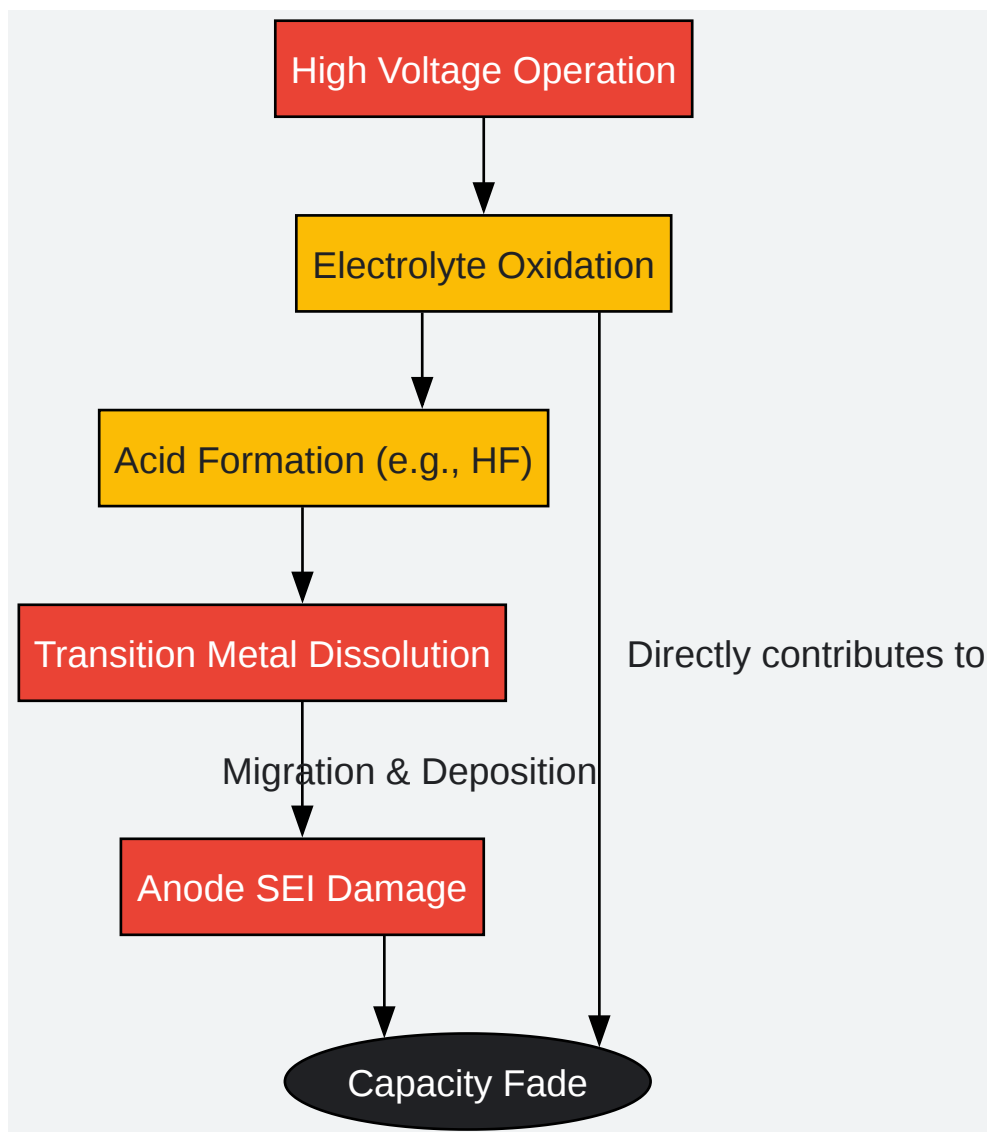 High Voltage Operation
Electrolyte Oxidation
Acid Formation (e.g., HF)
Transition Metal Dissolution
Directly contributes to
Migration & Deposition
Anode SEI Damage
Capacity Fade